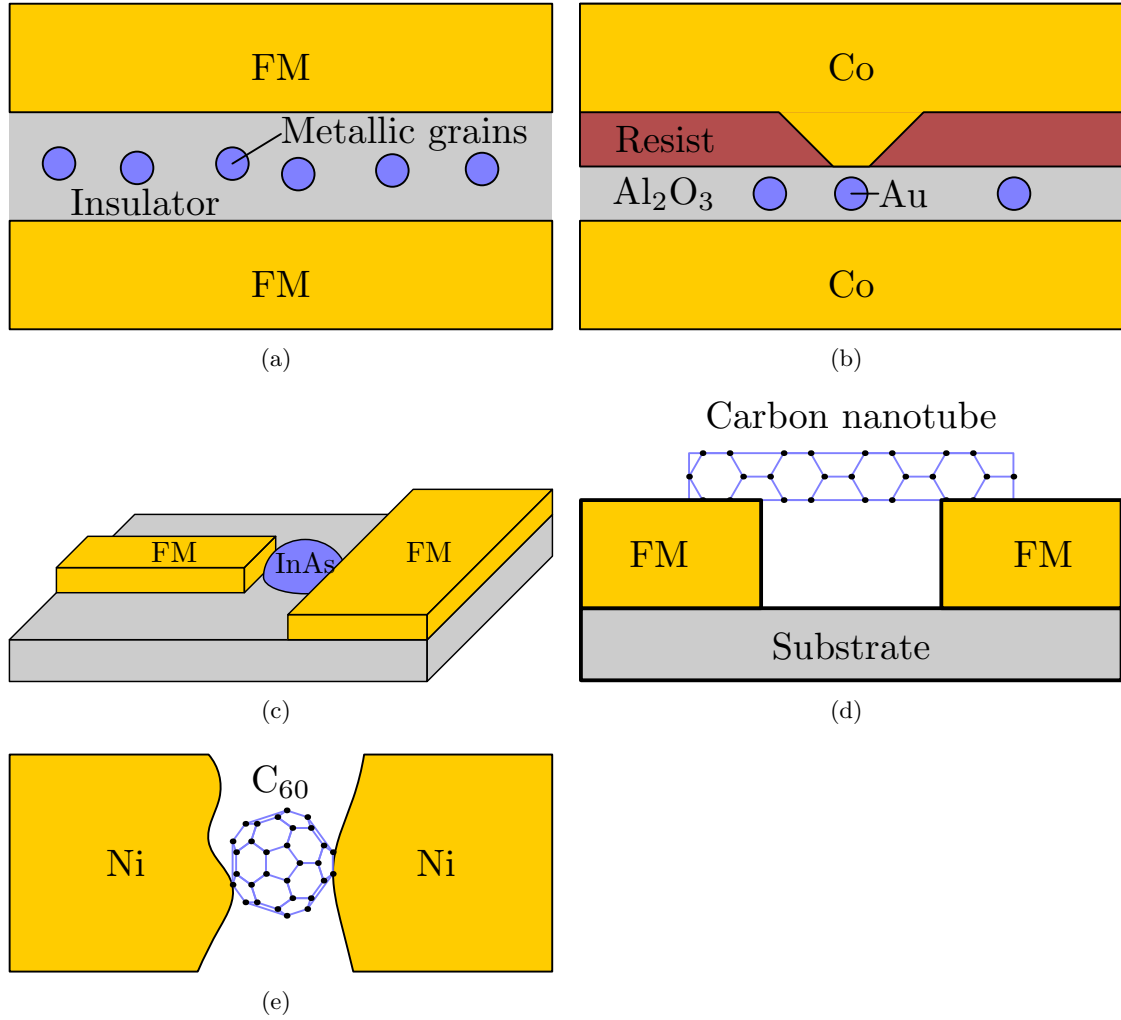 FM
Metallic grains
Insulator
FM
(a)
Co
Resist
Al₂O₃
Au
Co
(b)
FM
InAs
FM
(c)
Carbon nanotube
FM
FM
Substrate
(d)
C₆₀
Ni
Ni
(e)